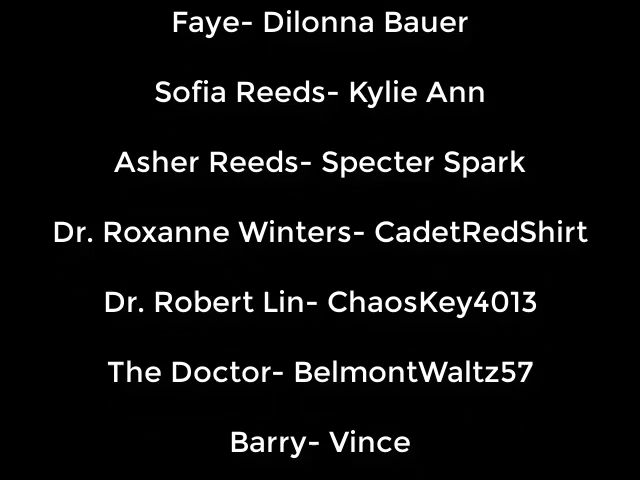 Faye- Dilonna Bauer
Sofia Reeds- Kylie Ann
Asher Reeds- Specter Spark
Dr. Roxanne Winters- CadetRedShirt
Dr. Robert Lin- ChaosKey4013
The Doctor- BelmontWaltz57
Barry- Vince